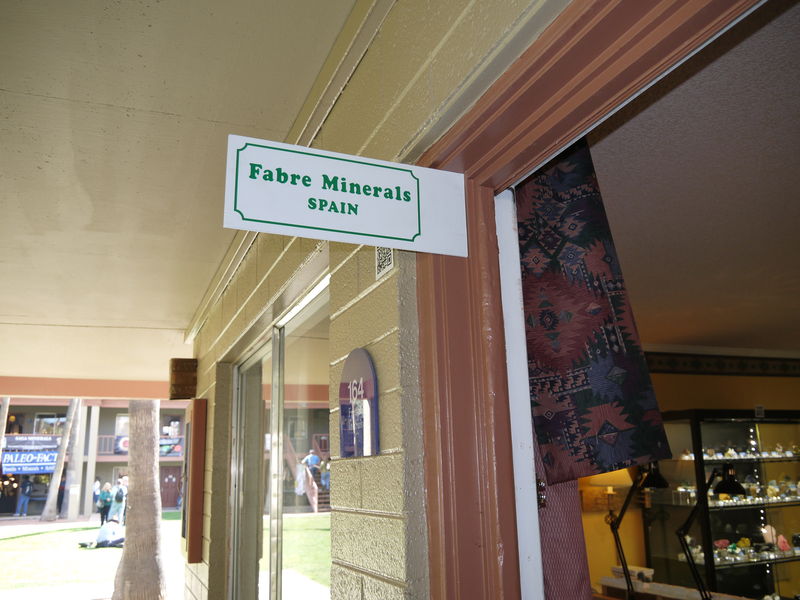 Fabre Minerals
SPAIN
164
PALEO-FACT